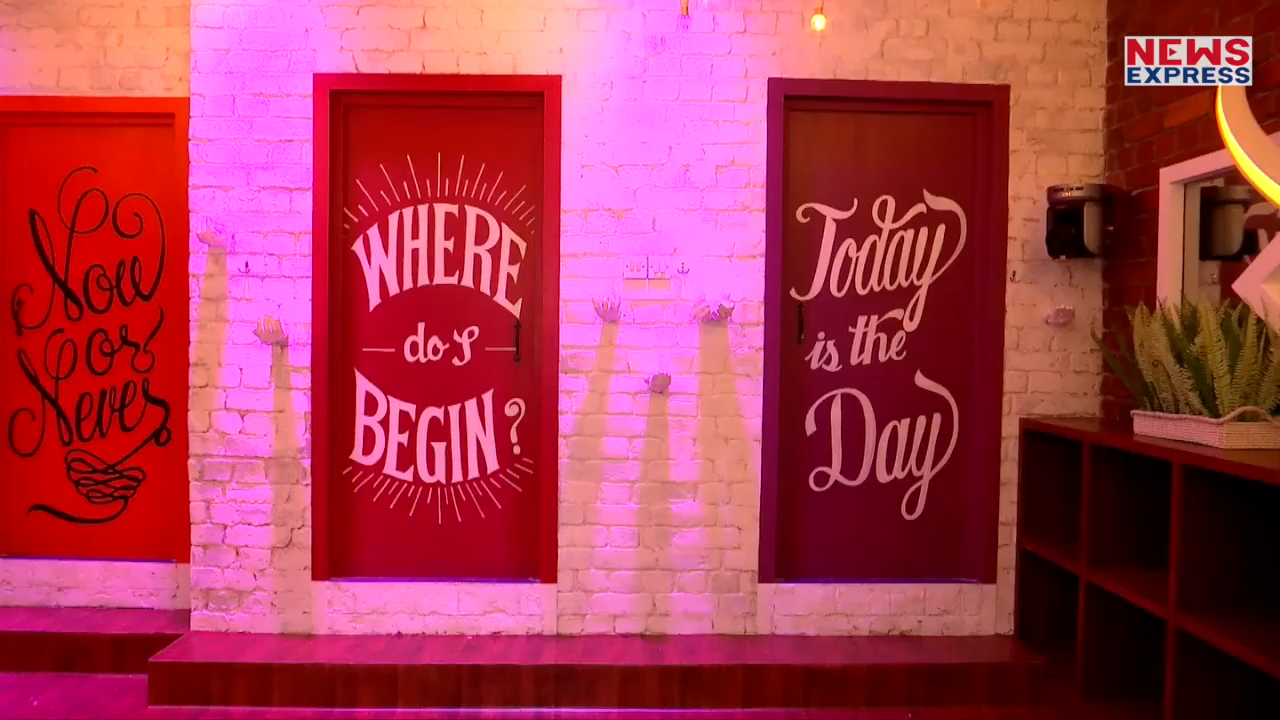 NEWS
EXPRESS
Now
or
Never
WHERE
do I
BEGIN?
Today
is the
Day